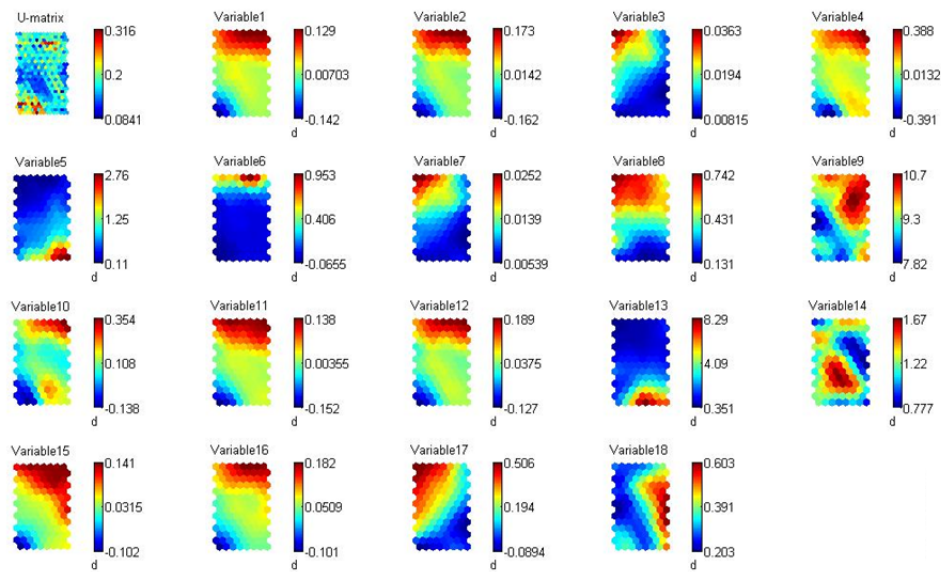 U-matrix
0.316
0.2
0.0841
Variable1
0.129
0.00703
-0.142
d
Variable2
0.173
0.0142
-0.162
d
Variable3
0.0363
0.0194
0.00815
d
Variable4
0.388
0.0132
-0.391
d
Variable5
2.76
1.25
0.11
d
Variable6
0.953
0.406
-0.0655
d
Variable7
0.0252
0.0139
0.00539
d
Variable8
0.742
0.431
0.131
d
Variable9
10.7
9.3
7.82
d
Variable10
0.354
0.108
-0.138
d
Variable11
0.138
0.00355
-0.152
d
Variable12
0.189
0.0375
-0.127
d
Variable13
8.29
4.09
0.351
d
Variable14
1.67
1.22
0.777
d
Variable15
0.141
0.0315
-0.102
d
Variable16
0.182
0.0509
-0.101
d
Variable17
0.506
0.194
-0.0894
d
Variable18
0.603
0.391
0.203
d